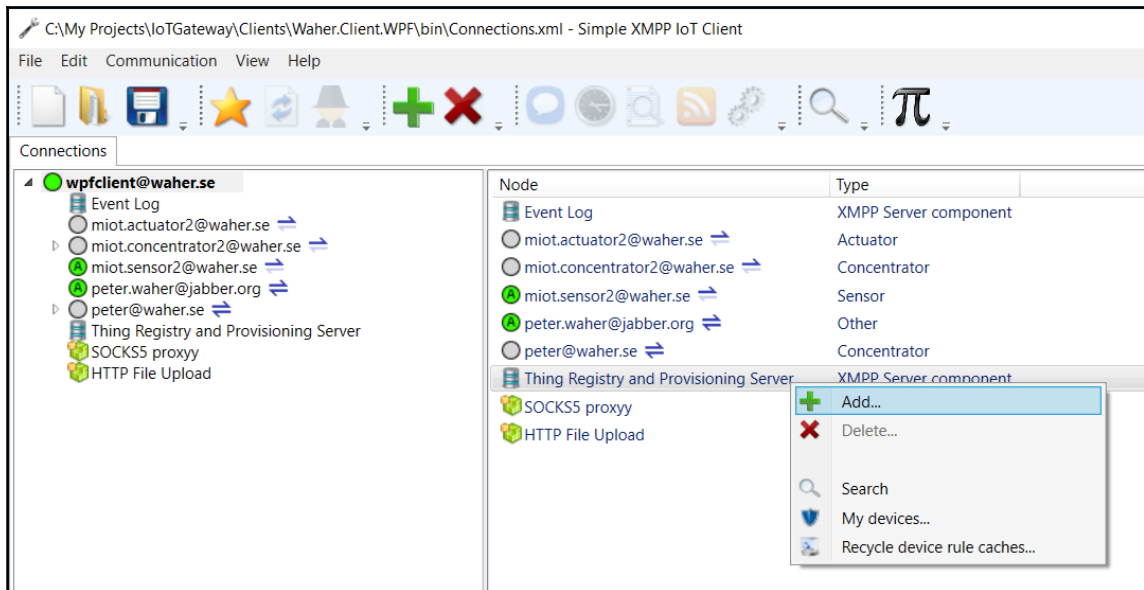 C:\My Projects\IoTGateway\Clients\Waher.Client.WPF\bin\Connections.xml - Simple XMPP IoT Client
File Edit Communication View Help
π
Connections
wpfclient@waher.se
Event Log
miot.actuator2@waher.se
miot.concentrator2@waher.se
A miot.sensor2@waher.se
A peter.waher@jabber.org
peter@waher.se
Thing Registry and Provisioning Server
SOCKS5 proxyy
HTTP File Upload
Node Type
Event Log XMPP Server component
miot.actuator2@waher.se Actuator
miot.concentrator2@waher.se Concentrator
A miot.sensor2@waher.se Sensor
A peter.waher@jabber.org Other
peter@waher.se Concentrator
Thing Registry and Provisioning Server XMPP Server component
SOCKS5 proxyy
HTTP File Upload
Add...
Delete...
Search
My devices...
Recycle device rule caches...